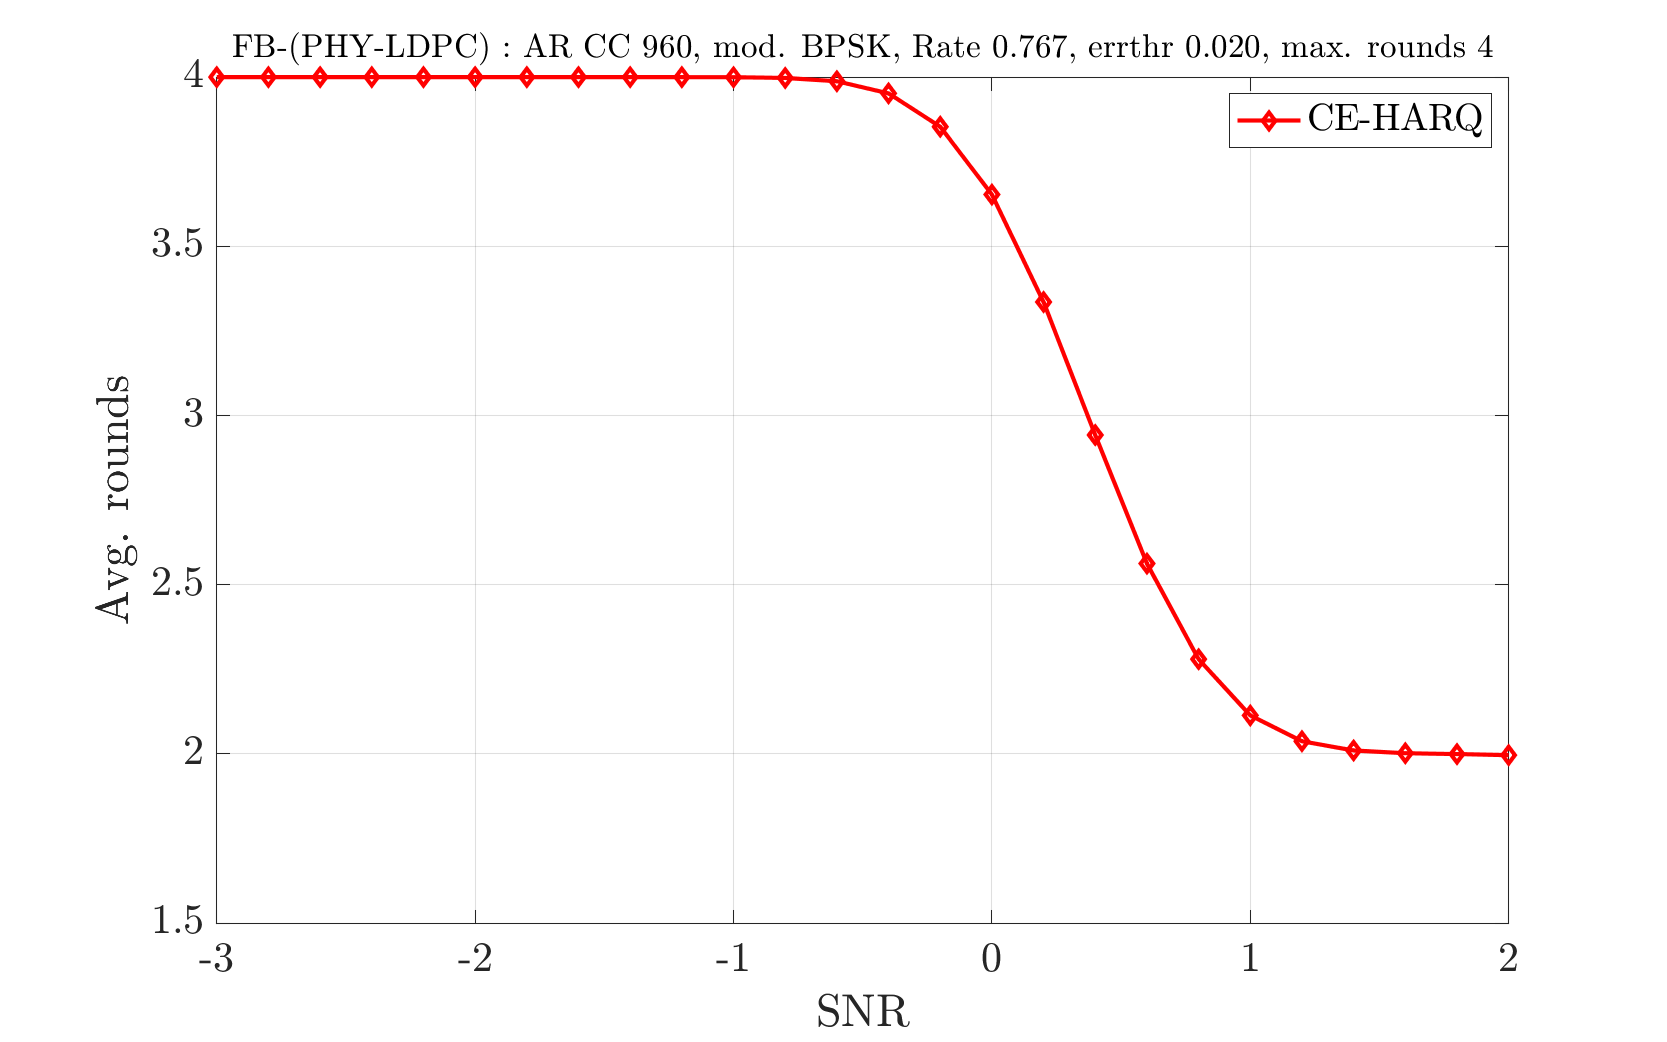 FB-(PHY-LDPC) : AR CC 960, mod. BPSK, Rate 0.767, errthr 0.020, max. rounds 4
CE-HARQ
4
3.5
3
2.5
2
1.5
Avg. rounds
-3 -2 -1 0 1 2
SNR